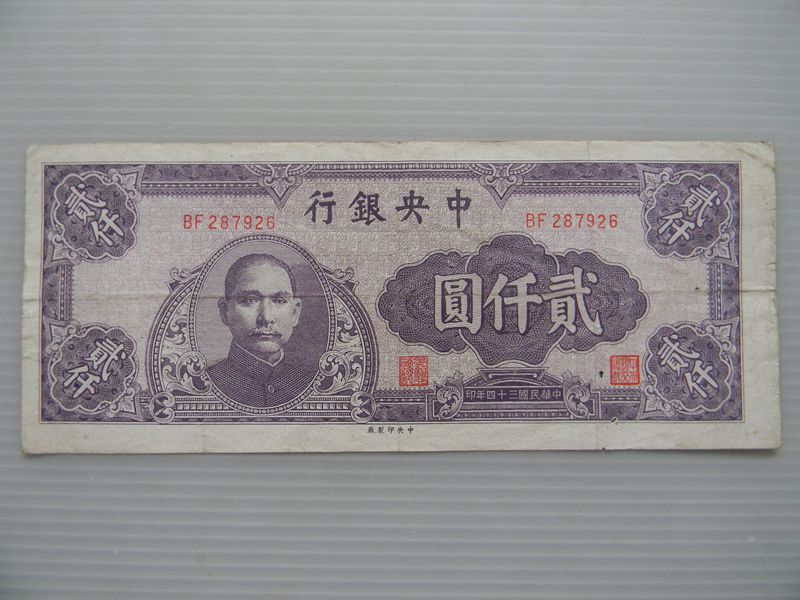 中央銀行
BF 287926
BF 287926
貳仟
貳仟
貳仟圓
貳仟
貳仟
中華民國三十四年印
中央印製廠